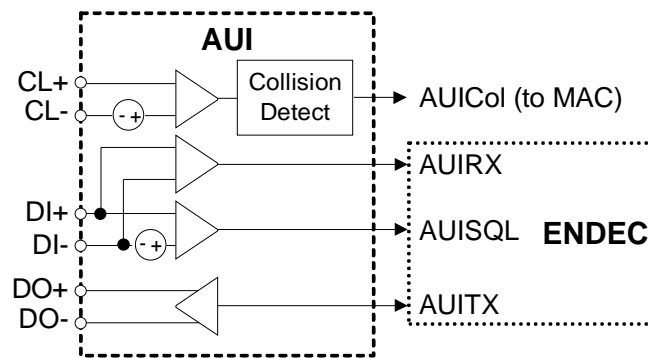 AUI
CL+
CL-
- +
Collision
Detect
AUICol (to MAC)
AUIRX
DI+
DI-
- +
AUISQL
ENDEC
DO+
DO-
AUITX